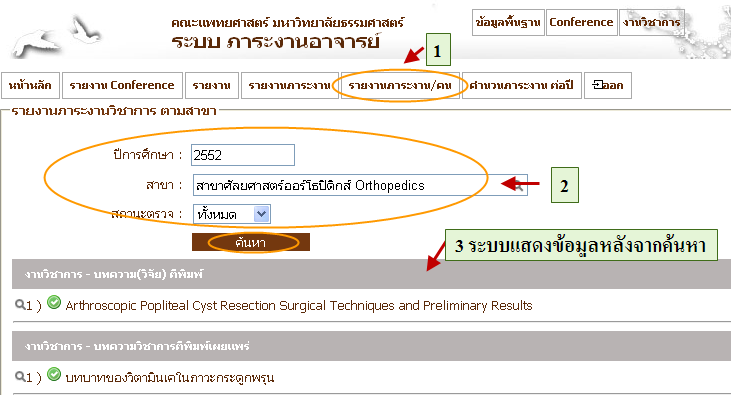 คณะแพทยศาสตร์ มหาวิทยาลัยธรรมศาสตร์
ระบบ ภาระงานอาจารย์
ข้อมูลพื้นฐาน Conference งานวิชาการ
1
หน้าหลัก รายงาน Conference รายงาน รายงานภาระงาน รายงานภาระงาน/คน คำนวนภาระงาน ต่อปี ออก
รายงานภาระงานวิชาการ ตามสาขา
ปีการศึกษา : 2552
สาขา : สาขาศัลยศาสตร์ออร์โธปิดิกส์ Orthopedics
2
สถานะตรวจ : ทั้งหมด
ค้นหา
3 ระบบแสดงข้อมูลหลังจากค้นหา
งานวิชาการ - บทความ(วิจัย) ตีพิมพ์
1 ) Arthroscopic Popliteal Cyst Resection Surgical Techniques and Preliminary Results
งานวิชาการ - บทความวิชาการตีพิมพ์เผยแพร่
1 ) บทบาทของวิตามินเคในภาวะกระดูกพรุน